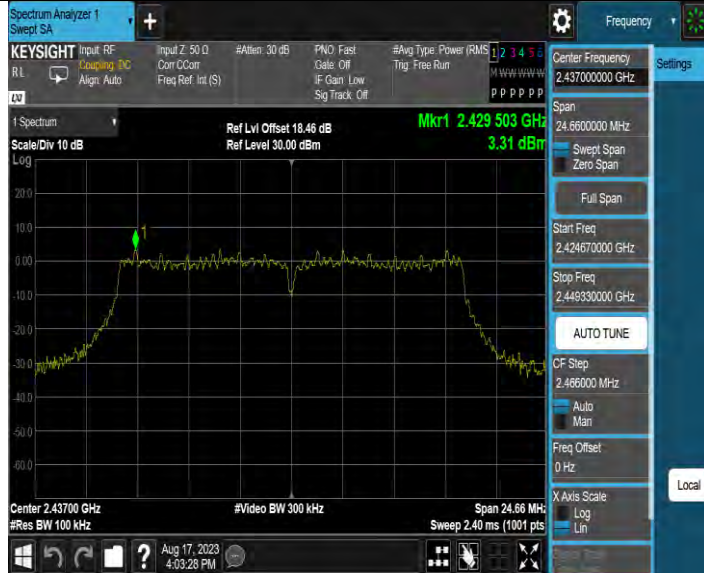 Spectrum Analyzer 1
Swept SA
+
Frequency
KEYSIGHT
RL
LXI
Input: RF
Coupling: DC
Align: Auto
Input Z: 50 Ω
Corr CCorr
Freq Ref: Int (S)
#Atten: 30 dB
PNO: Fast
Gate: Off
IF Gain: Low
Sig Track: Off
#Avg Type: Power (RMS
Trig: Free Run
1 2 3 4 5 6
M W W W W W
P P P P P P
1 Spectrum
Scale/Div 10 dB
Log
Ref Lvl Offset 18.46 dB
Ref Level 30.00 dBm
Mkr1 2.429 503 GHz
3.31 dBm
20.0
10.0
0.00
-10.0
-20.0
-30.0
-40.0
-50.0
-60.0
1
Center 2.43700 GHz
#Res BW 100 kHz
#Video BW 300 kHz
Span 24.66 MHz
Sweep 2.40 ms (1001 pts
?
Aug 17, 2023
4:03:28 PM
Center Frequency
2.437000000 GHz
Span
24.6600000 MHz
Swept Span
Zero Span
Full Span
Start Freq
2.424670000 GHz
Stop Freq
2.449330000 GHz
AUTO TUNE
CF Step
2.466000 MHz
Auto
Man
Freq Offset
0 Hz
X Axis Scale
Log
Lin
Settings
Local